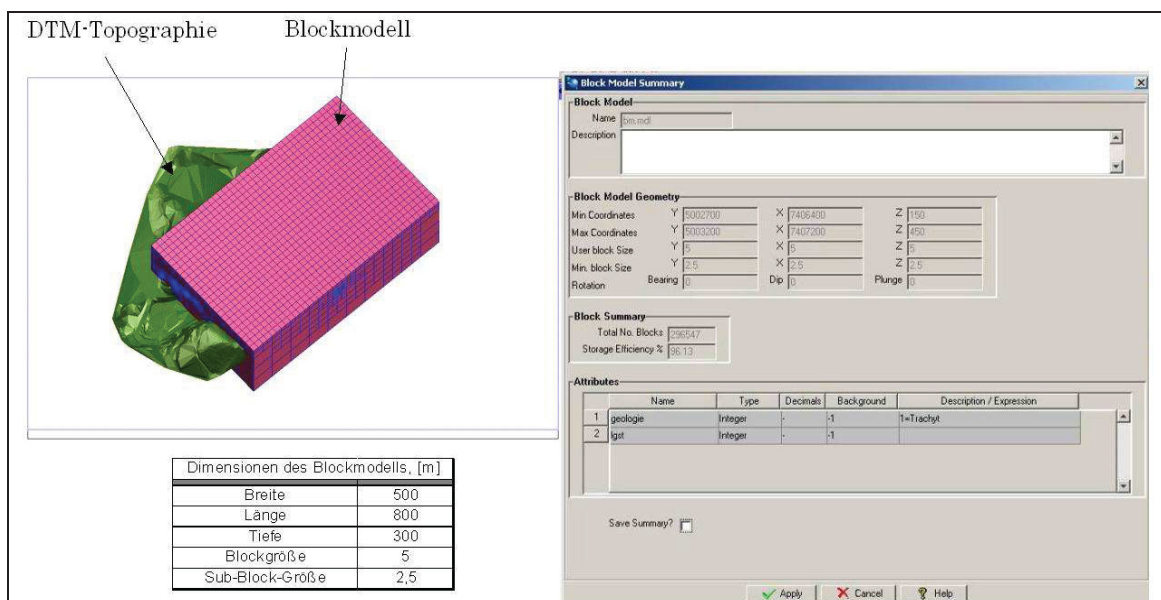 DTM-Topographie
Blockmodell
Block Model Summary
Block Model
Name bm.mdl
Description
Block Model Geometry
Min Coordinates Y 5002700 X 7406400 Z 150
Max Coordinates Y 5003200 X 7407200 Z 450
User block Size Y 5 X 5 Z 5
Min. block Size Y 2.5 X 2.5 Z 2.5
Rotation Bearing 0 Dip 0 Plunge 0
Block Summary
Total No. Blocks 296547
Storage Efficiency % 96.13
Attributes
Name Type Decimals Background Description / Expression
1 geologie Integer - -1 1=Trachyt
2 lgst Integer - -1
Save Summary?
Apply Cancel Help
Dimensionen des Blockmodells, [m]
Breite 500
Länge 800
Tiefe 300
Blockgröße 5
Sub-Block-Größe 2,5